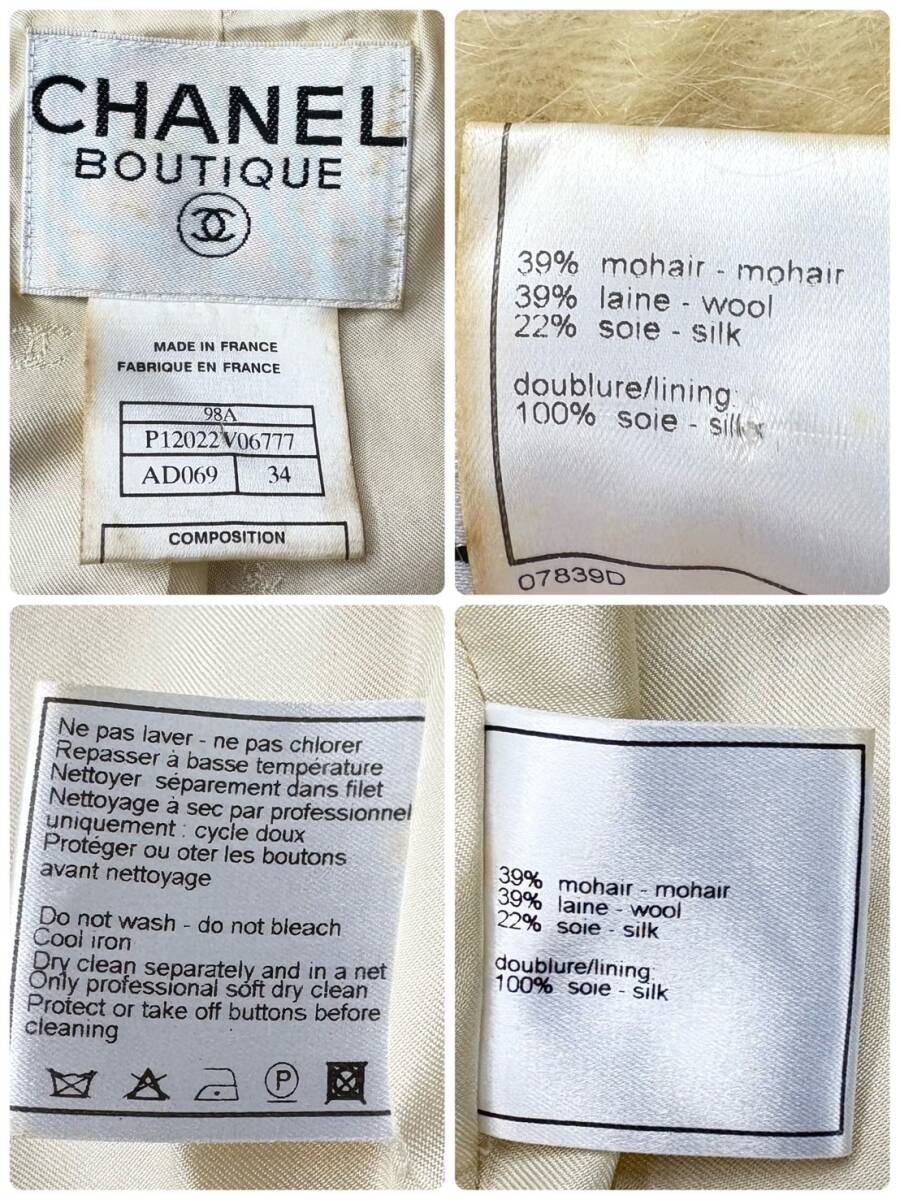 CHANEL
BOUTIQUE
MADE IN FRANCE
FABRIQUE EN FRANCE
98A
P12022V06777
AD069 34
COMPOSITION
39% mohair - mohair
39% laine - wool
22% soie - silk
doublure/lining:
100% soie - silk
07839D
Ne pas laver - ne pas chlorer
Repasser à basse température
Nettoyer séparement dans filet
Nettoyage à sec par professionnel
uniquement : cycle doux
Protéger ou oter les boutons
avant nettoyage
Do not wash - do not bleach
Cool iron
Dry clean separately and in a net
Only professional soft dry clean
Protect or take off buttons before
cleaning
P
39% mohair - mohair
39% laine - wool
22% soie - silk
doublure/lining:
100% soie - silk